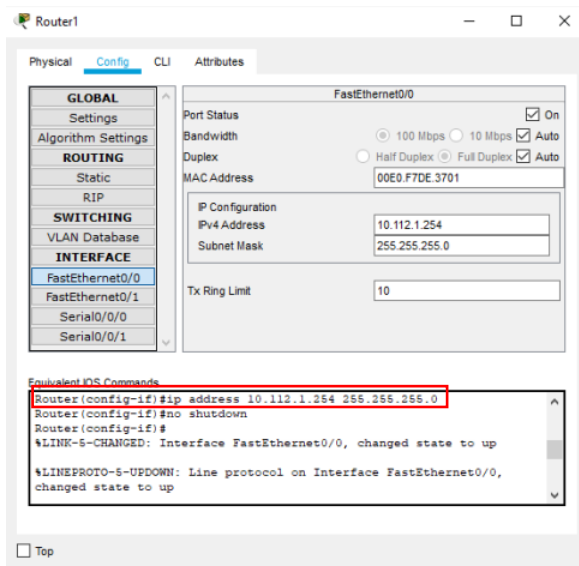 Router1
Physical Config CLI Attributes
GLOBAL
Settings
Algorithm Settings
ROUTING
Static
RIP
SWITCHING
VLAN Database
INTERFACE
FastEthernet0/0
FastEthernet0/1
Serial0/0/0
Serial0/0/1
FastEthernet0/0
Port Status On
Bandwidth 100 Mbps 10 Mbps Auto
Duplex Half Duplex Full Duplex Auto
MAC Address 00E0.F7DE.3701
IP Configuration
IPv4 Address 10.112.1.254
Subnet Mask 255.255.255.0
Tx Ring Limit 10
Equivalent IOS Commands
Router(config-if)#ip address 10.112.1.254 255.255.255.0
Router(config-if)#no shutdown
Router(config-if)#
%LINK-5-CHANGED: Interface FastEthernet0/0, changed state to up
%LINEPROTO-5-UPDOWN: Line protocol on Interface FastEthernet0/0,
changed state to up
Top